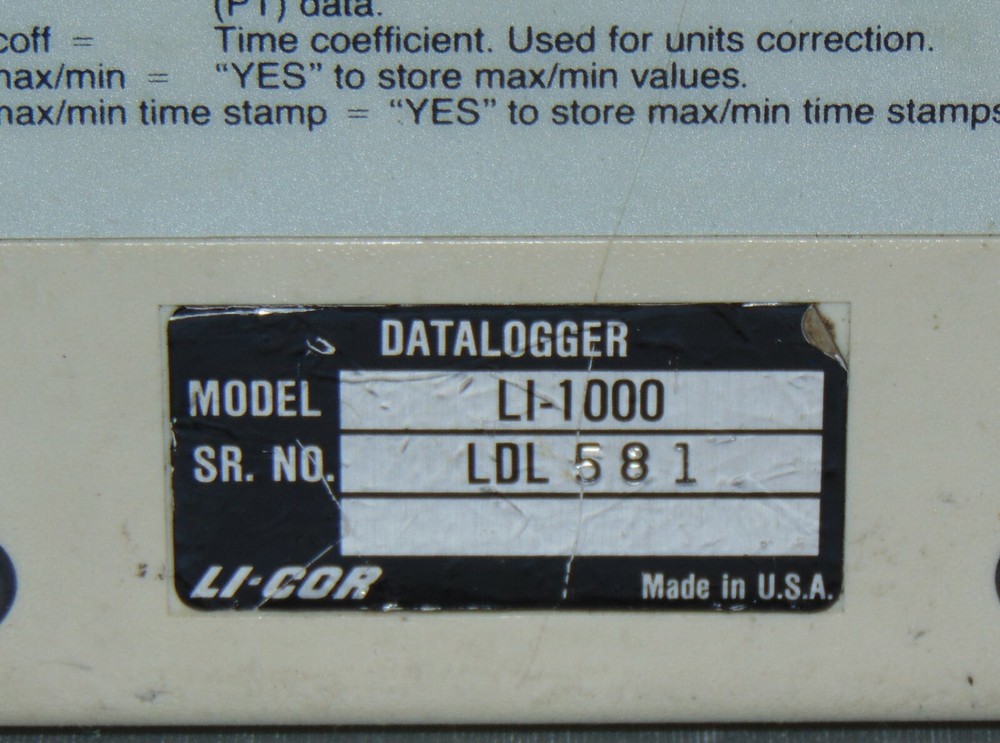 (PT) data.
coff = Time coefficient. Used for units correction.
max/min = “YES” to store max/min values.
max/min time stamp = “YES” to store max/min time stamps
DATALOGGER
MODEL LI-1000
SR. NO. LDL 581
LI-COR Made in U.S.A.